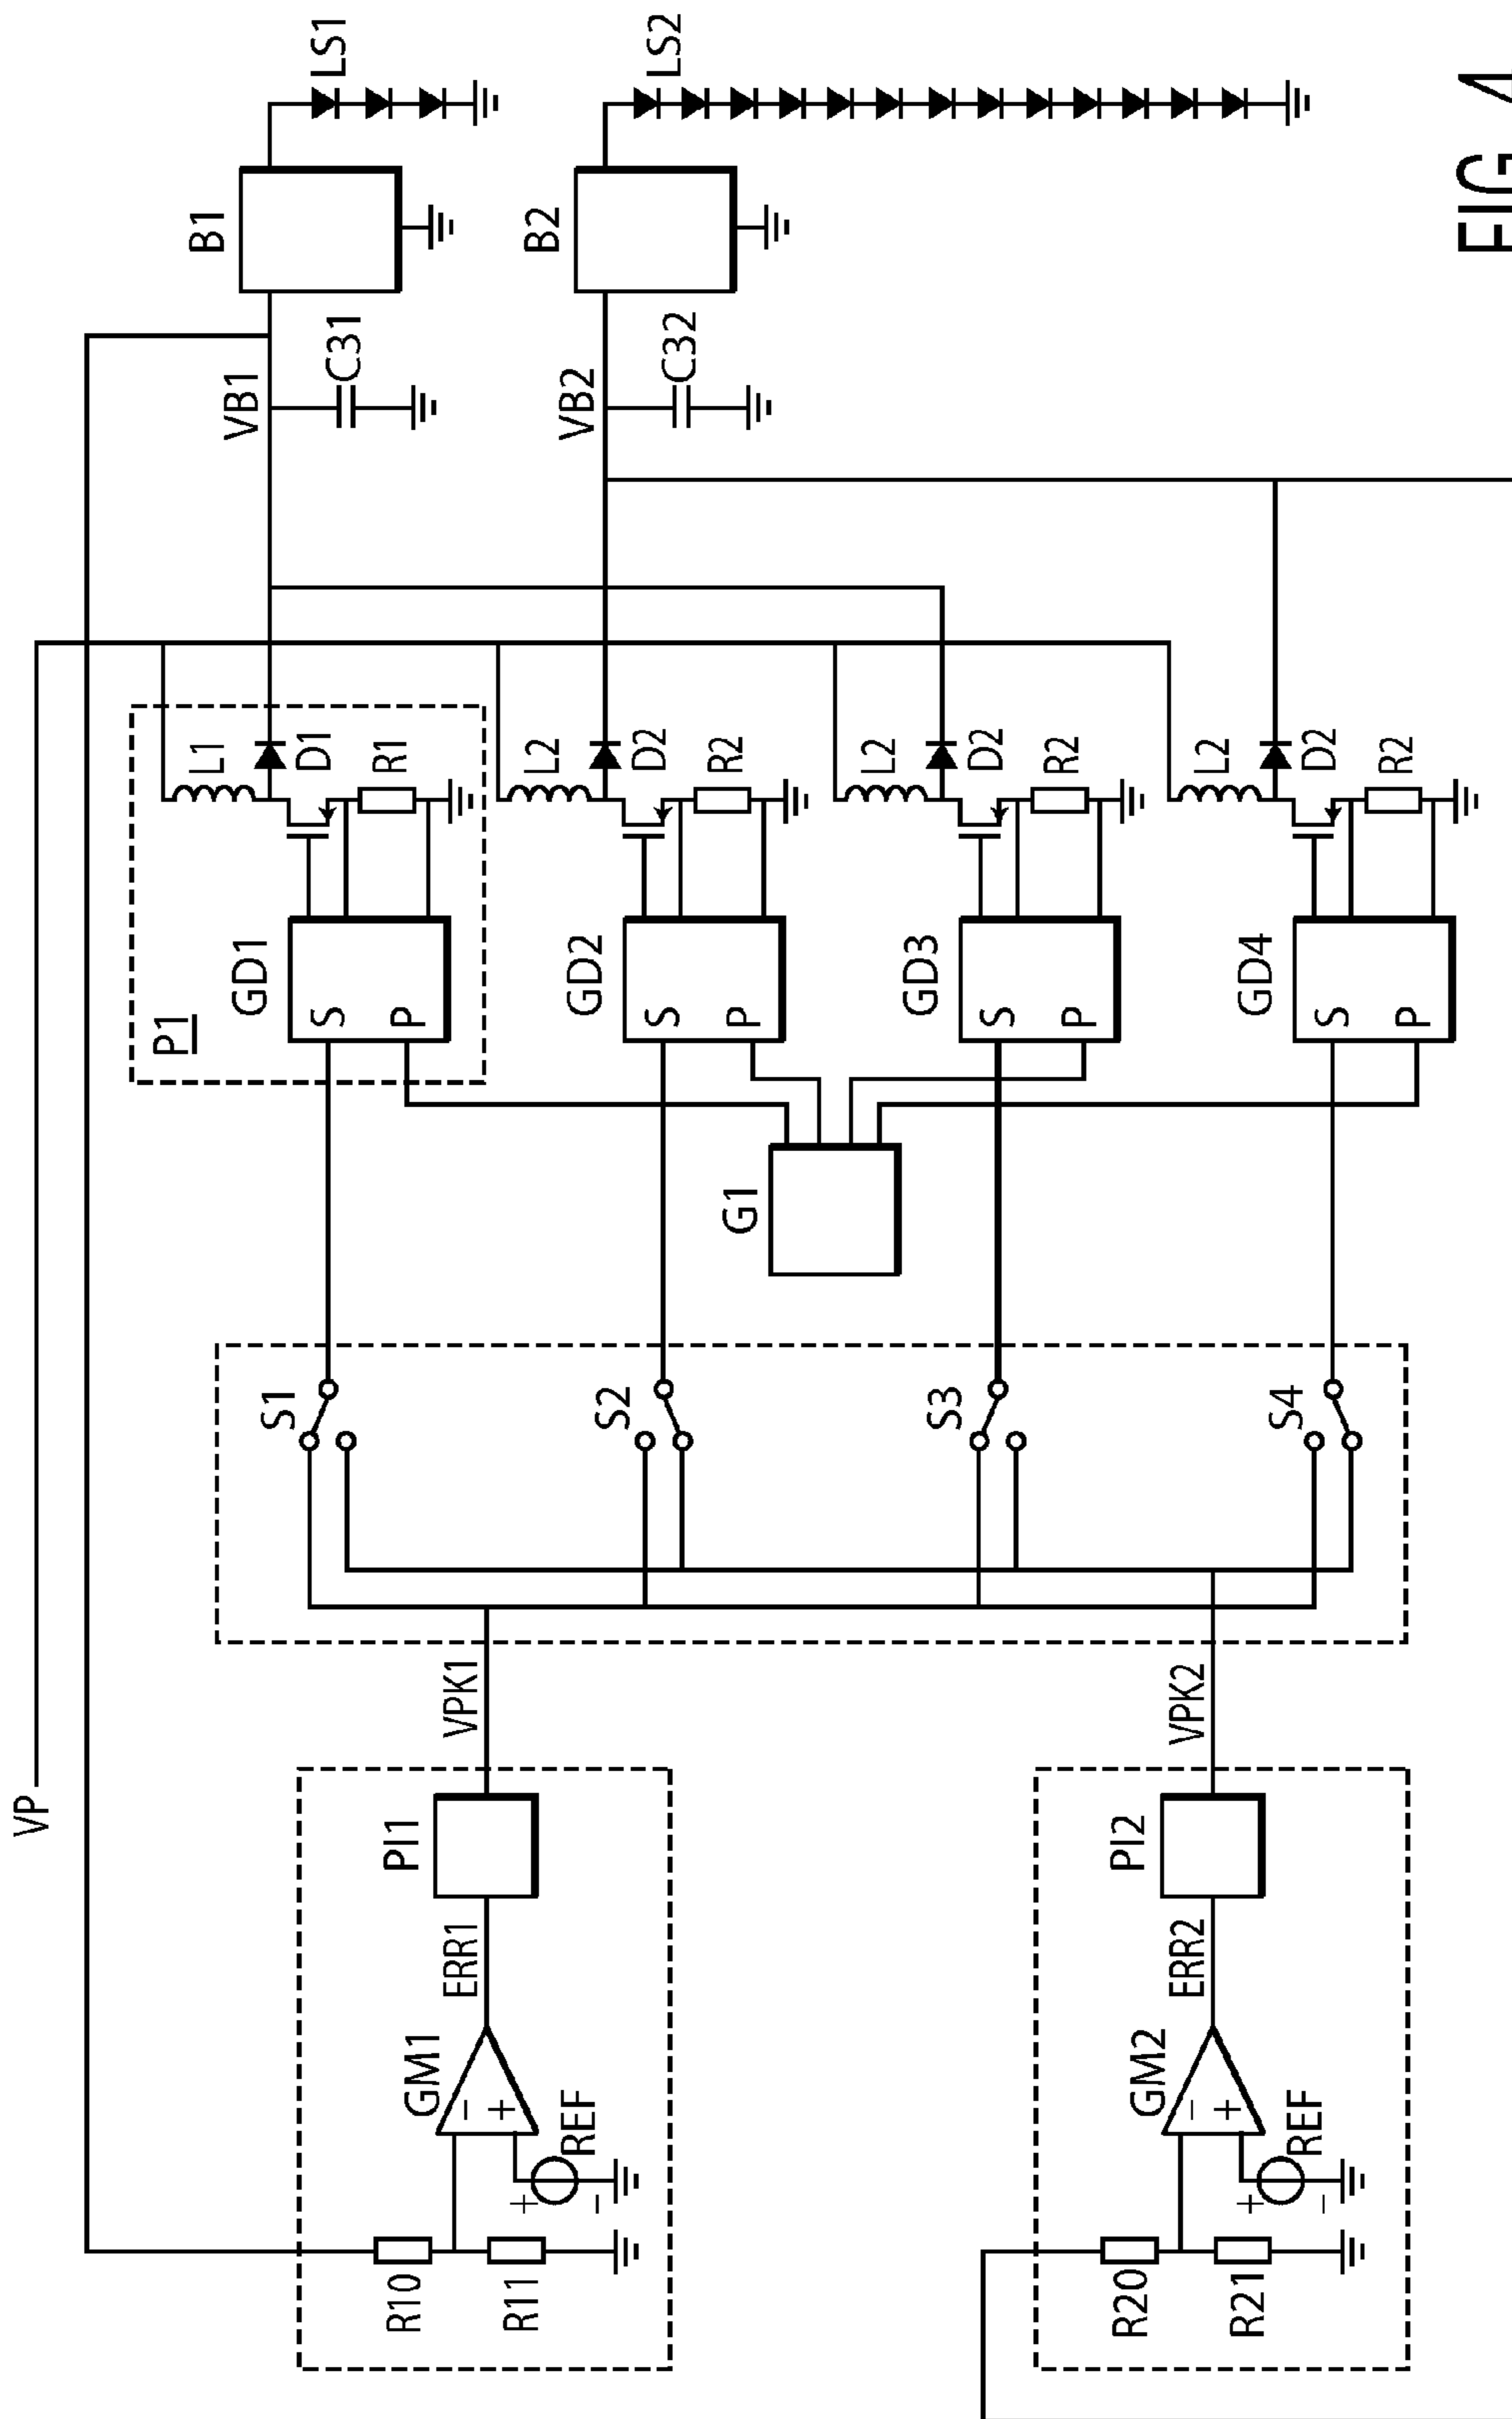 VP
R10
R11
+
-
REF
-
+
GM1
ERR1
PI1
VPK1
R20
R21
+
-
REF
-
+
GM2
ERR2
PI2
VPK2
S1
S2
S3
S4
G1
P1
GD1
S
P
L1
D1
R1
GD2
S
P
L2
D2
R2
GD3
S
P
L2
D2
R2
GD4
S
P
L2
D2
R2
VB1
C31
B1
LS1
VB2
C32
B2
LS2
FIG. 4